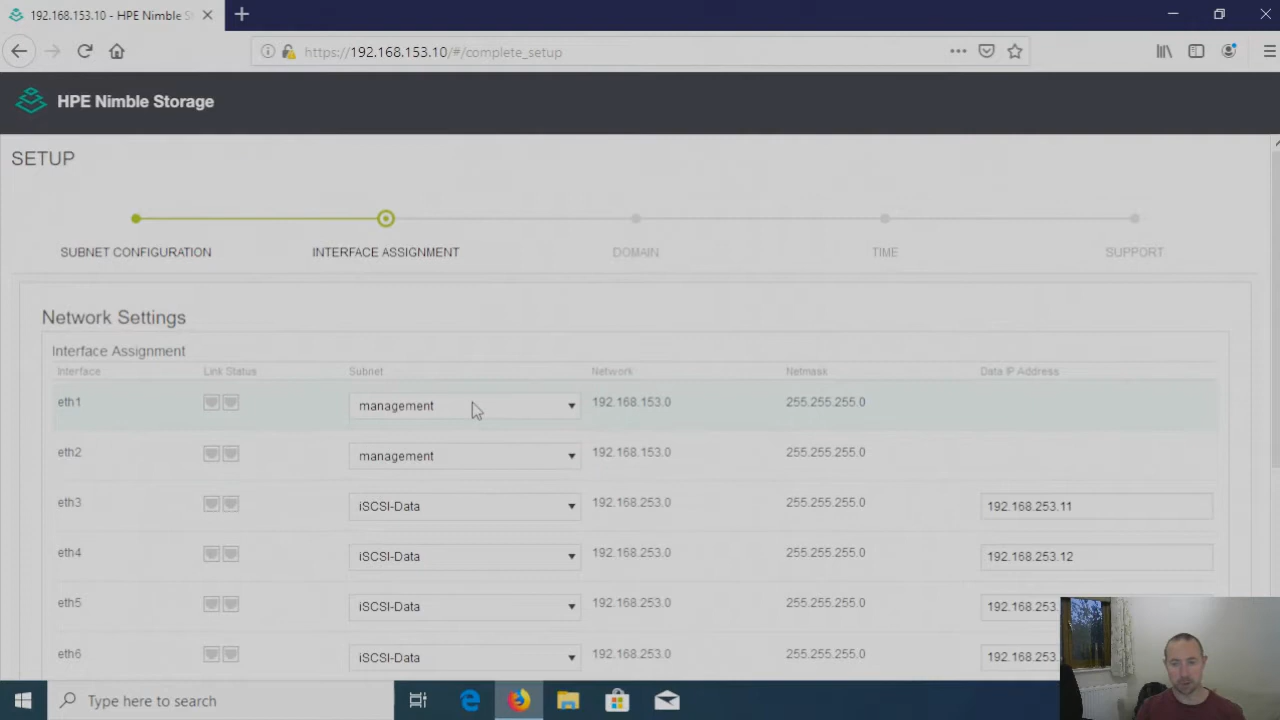 192.168.153.10 - HPE Nimble S
https://192.168.153.10/#/complete_setup
HPE Nimble Storage
SETUP
SUBNET CONFIGURATION INTERFACE ASSIGNMENT DOMAIN TIME SUPPORT
Network Settings
Interface Assignment
Interface Link Status Subnet Network Netmask Data IP Address
eth1 management 192.168.153.0 255.255.255.0
eth2 management 192.168.153.0 255.255.255.0
eth3 iSCSI-Data 192.168.253.0 255.255.255.0 192.168.253.11
eth4 iSCSI-Data 192.168.253.0 255.255.255.0 192.168.253.12
eth5 iSCSI-Data 192.168.253.0 255.255.255.0 192.168.253.
eth6 iSCSI-Data 192.168.253.0 255.255.255.0 192.168.253.
Type here to search